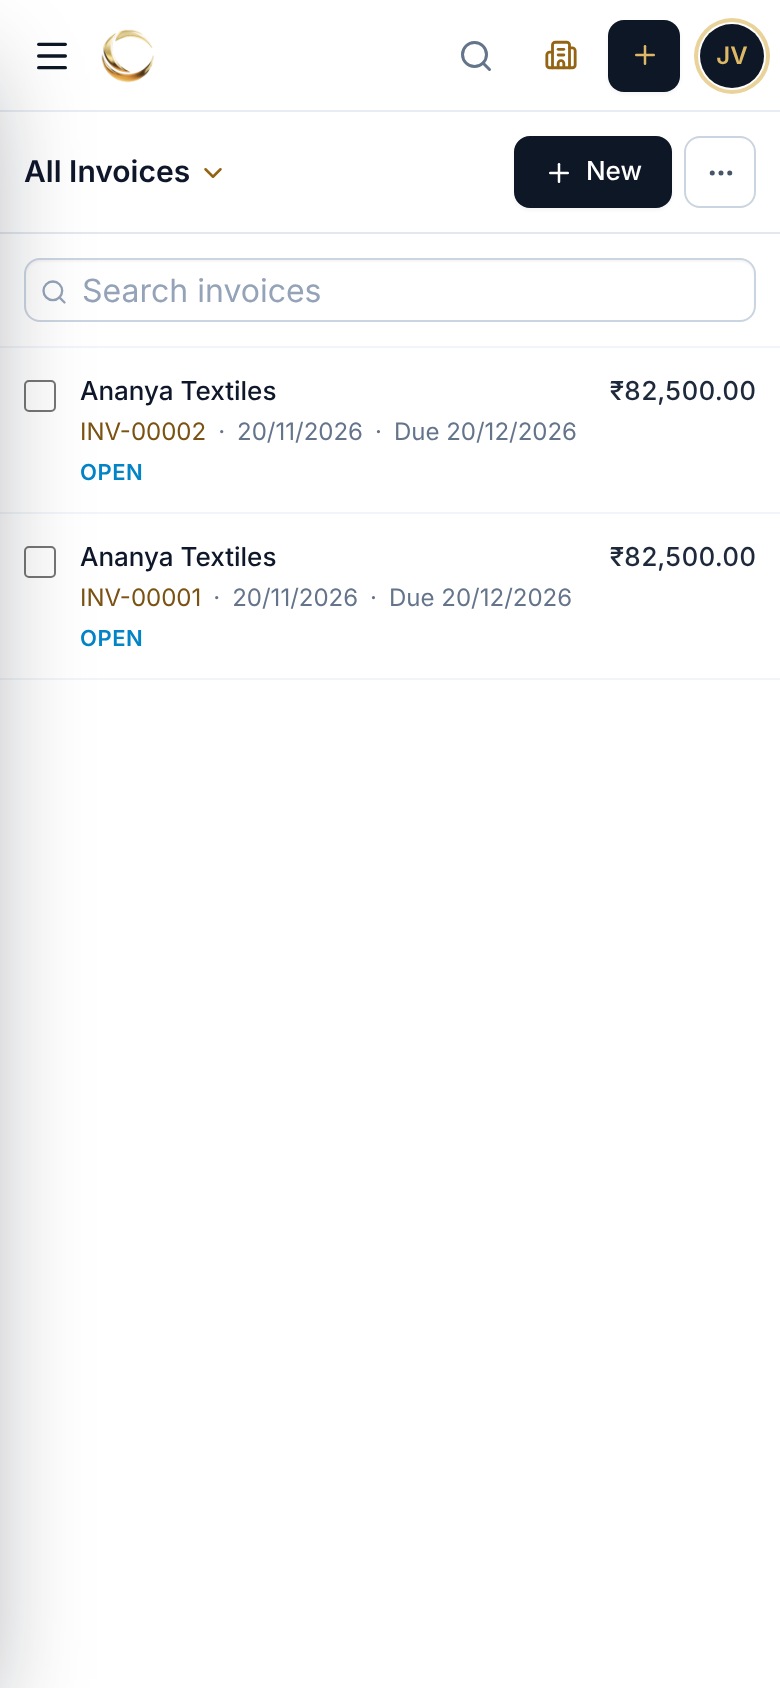 JV
All Invoices
+ New
Search invoices
Ananya Textiles ₹82,500.00
INV-00002 · 20/11/2026 · Due 20/12/2026
OPEN
Ananya Textiles ₹82,500.00
INV-00001 · 20/11/2026 · Due 20/12/2026
OPEN